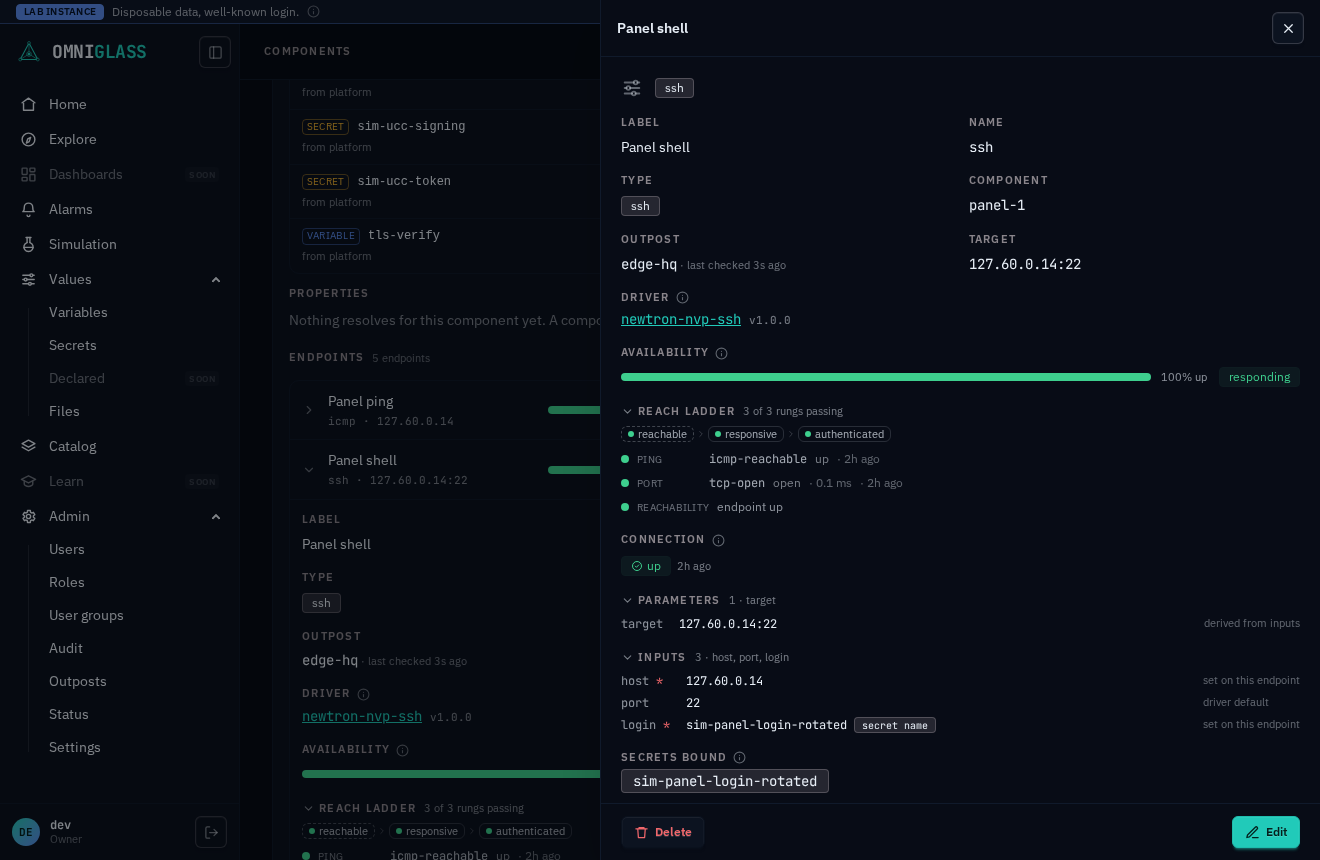 LAB INSTANCE Disposable data, well-known login.
OMNIGLASS
Home
Explore
Dashboards SOON
Alarms
Simulation
Values
Variables
Secrets
Declared SOON
Files
Catalog
Learn SOON
Admin
Users
Roles
User groups
Audit
Outposts
Status
Settings
DE dev
Owner
COMPONENTS
from platform
SECRET sim-ucc-signing
from platform
SECRET sim-ucc-token
from platform
VARIABLE tls-verify
from platform
PROPERTIES
Nothing resolves for this component yet. A compo
ENDPOINTS 5 endpoints
Panel ping
icmp · 127.60.0.14
Panel shell
ssh · 127.60.0.14:22
LABEL
Panel shell
TYPE
ssh
OUTPOST
edge-hq · last checked 3s ago
DRIVER
newtron-nvp-ssh v1.0.0
AVAILABILITY
REACH LADDER 3 of 3 rungs passing
reachable › responsive › authenticated
PING icmp-reachable up · 2h ago
Panel shell
ssh
LABEL NAME
Panel shell ssh
TYPE COMPONENT
ssh panel-1
OUTPOST TARGET
edge-hq · last checked 3s ago 127.60.0.14:22
DRIVER
newtron-nvp-ssh v1.0.0
AVAILABILITY
100% up responding
REACH LADDER 3 of 3 rungs passing
reachable › responsive › authenticated
PING icmp-reachable up · 2h ago
PORT tcp-open open · 0.1 ms · 2h ago
REACHABILITY endpoint up
CONNECTION
up 2h ago
PARAMETERS 1 · target
target 127.60.0.14:22 derived from inputs
INPUTS 3 · host, port, login
host * 127.60.0.14 set on this endpoint
port 22 driver default
login * sim-panel-login-rotated secret name set on this endpoint
SECRETS BOUND
sim-panel-login-rotated
Delete Edit